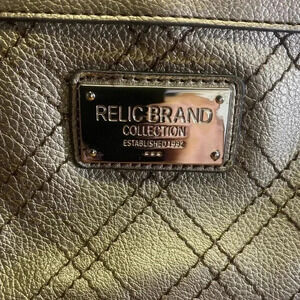 RELIC BRAND
COLLECTION
ESTABLISHED 1992